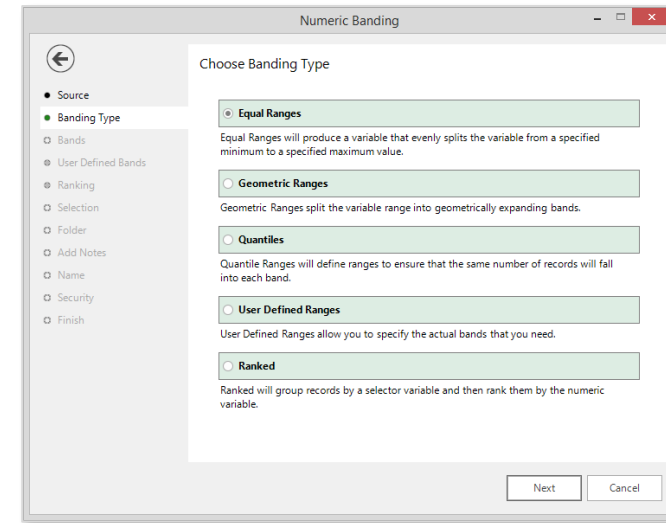 Numeric Banding
Choose Banding Type
Source
Banding Type
Bands
User Defined Bands
Ranking
Selection
Folder
Add Notes
Name
Security
Finish
Equal Ranges
Equal Ranges will produce a variable that evenly splits the variable from a specified
minimum to a specified maximum value.
Geometric Ranges
Geometric Ranges split the variable range into geometrically expanding bands.
Quantiles
Quantile Ranges will define ranges to ensure that the same number of records will fall
into each band.
User Defined Ranges
User Defined Ranges allow you to specify the actual bands that you need.
Ranked
Ranked will group records by a selector variable and then rank them by the numeric
variable.
Next
Cancel